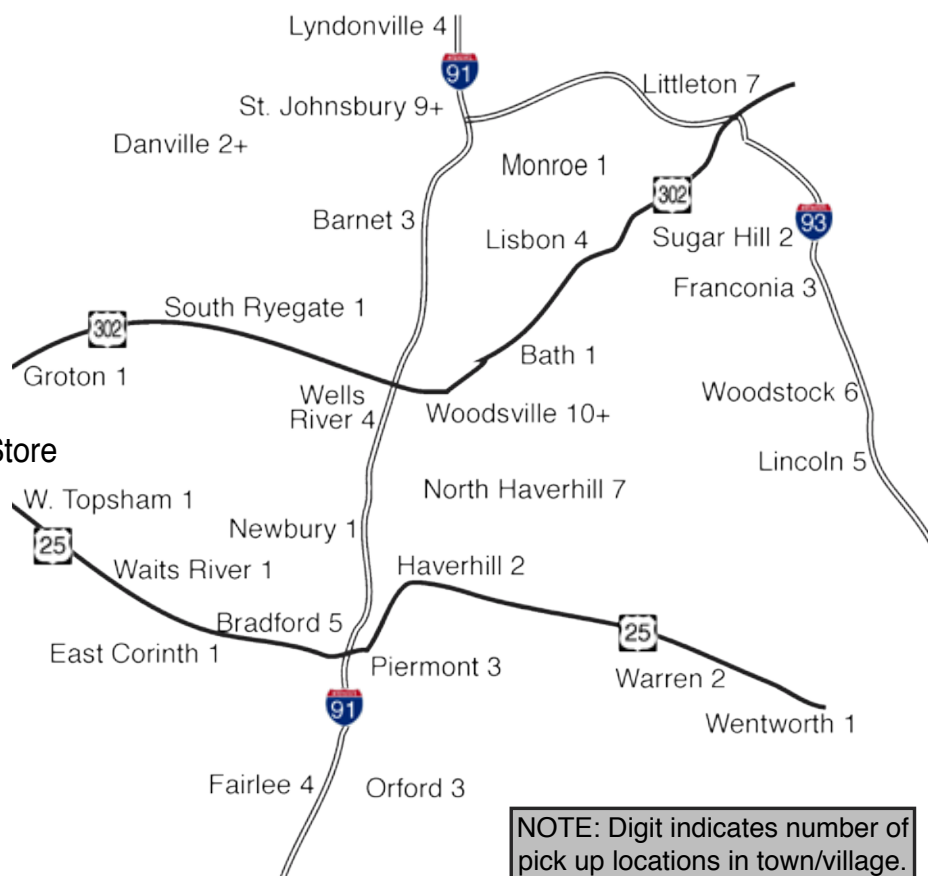 Lyndonville 4
91
Littleton 7
St. Johnsbury 9+
Danville 2+
Monroe 1
302
Barnet 3
93
Lisbon 4
Sugar Hill 2
Franconia 3
South Ryegate 1
302
Bath 1
Groton 1
Wells
River 4
Woodstock 6
Woodsville 10+
Store
Lincoln 5
W. Topsham 1
North Haverhill 7
Newbury 1
25
Waits River 1
Haverhill 2
Bradford 5
25
East Corinth 1
Piermont 3
Warren 2
91
Wentworth 1
Fairlee 4
Orford 3
NOTE: Digit indicates number of
pick up locations in town/village.